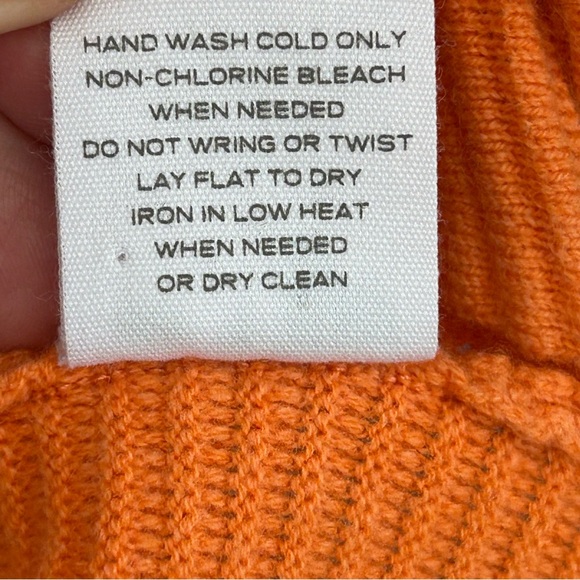 HAND WASH COLD ONLY
NON-CHLORINE BLEACH
WHEN NEEDED
DO NOT WRING OR TWIST
LAY FLAT TO DRY
IRON IN LOW HEAT
WHEN NEEDED
OR DRY CLEAN